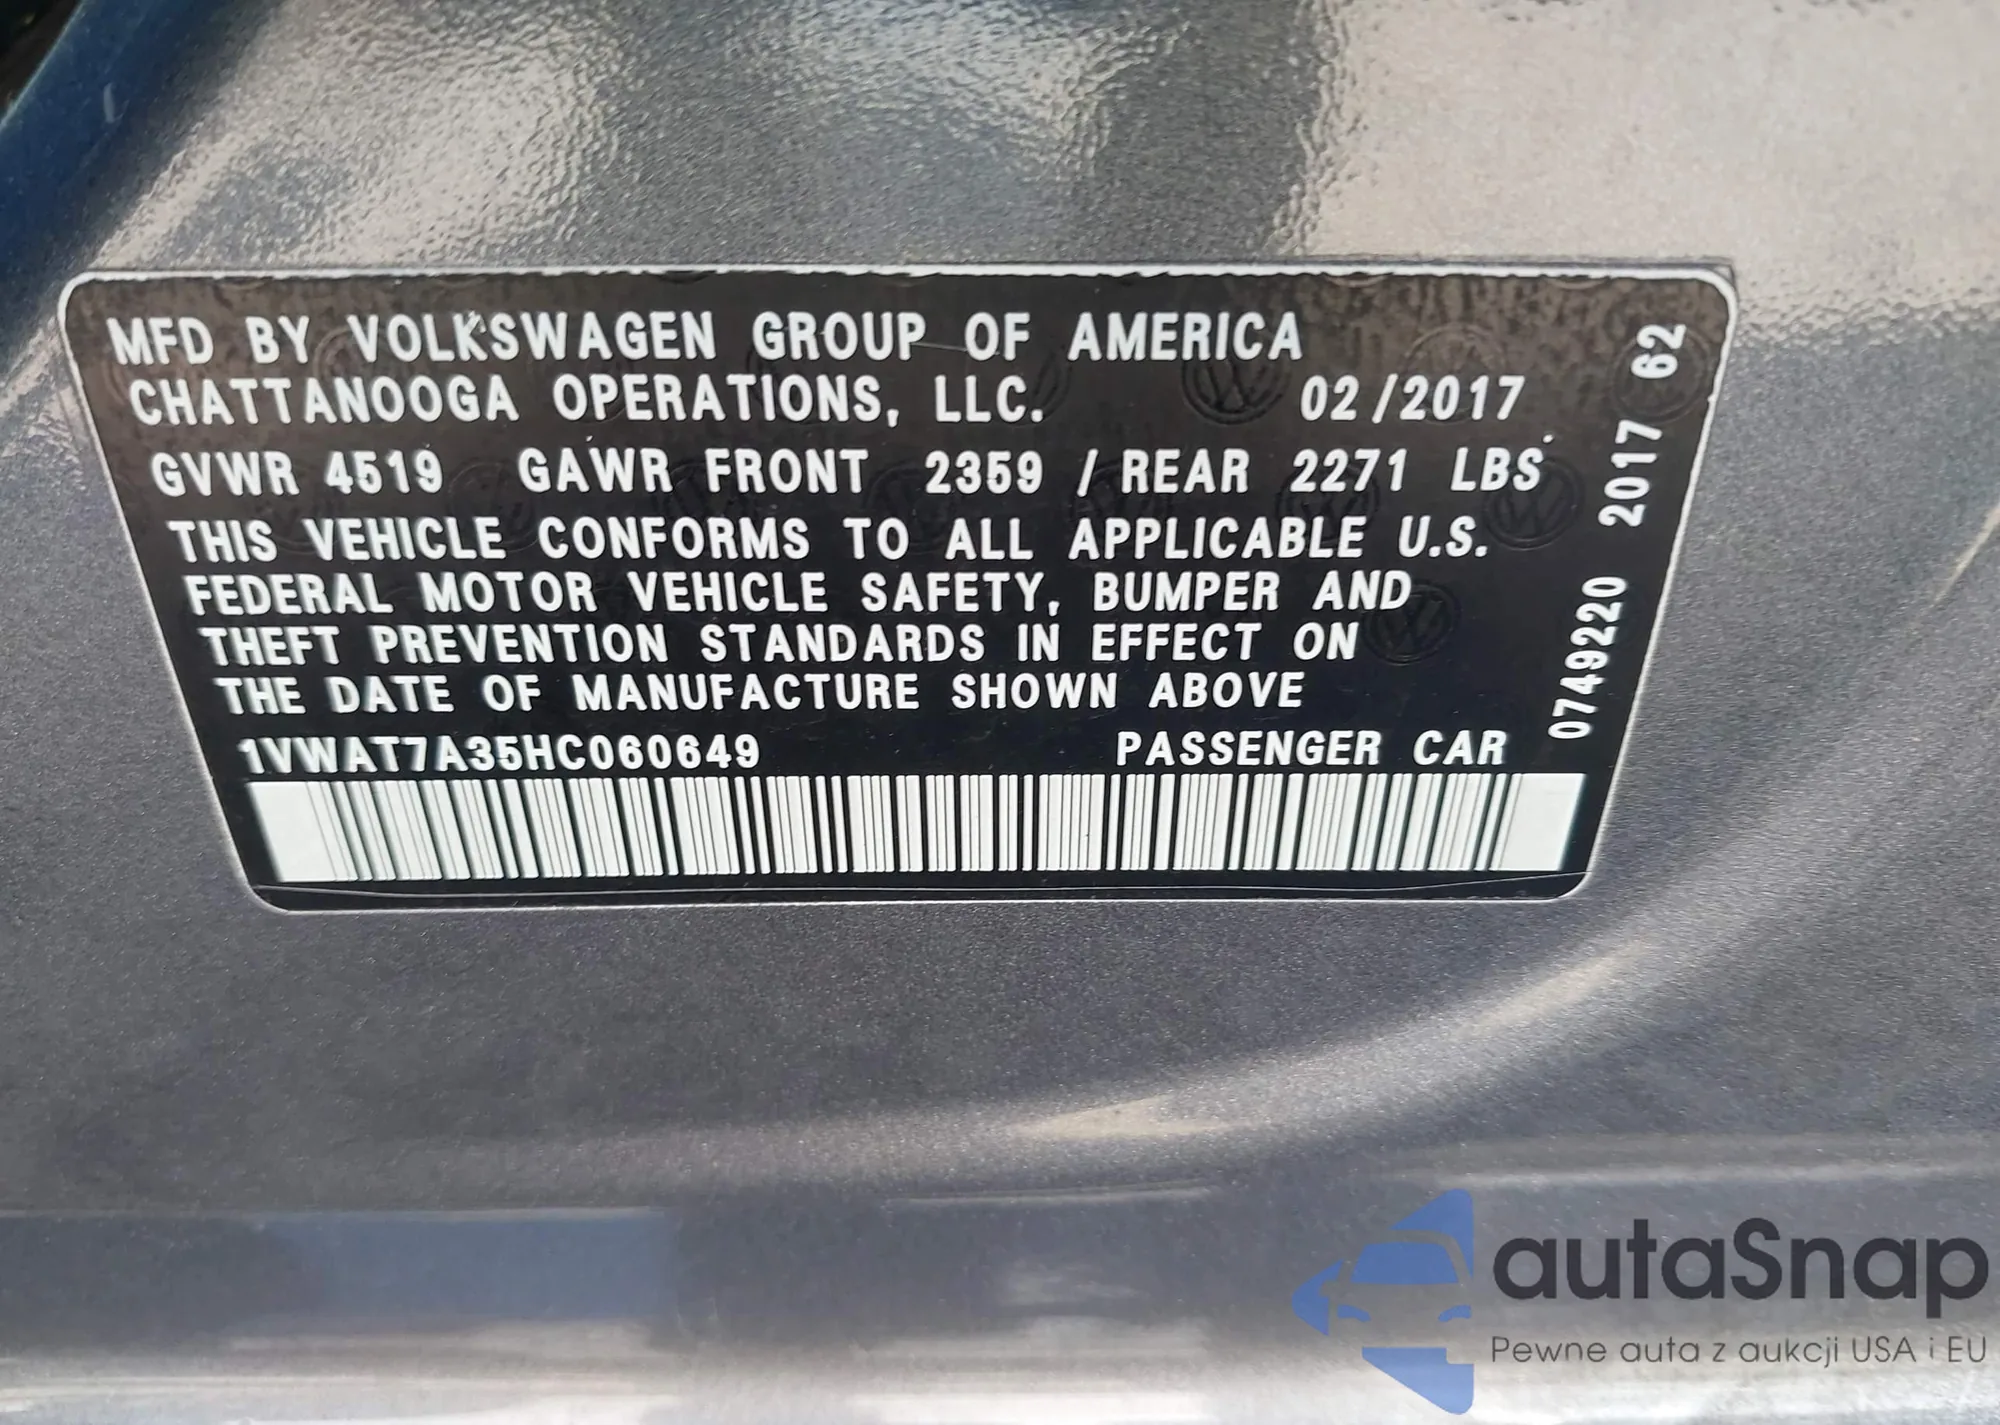 MFD BY VOLKSWAGEN GROUP OF AMERICA
CHATTANOOGA OPERATIONS, LLC. 02/2017
GVWR 4519 GAWR FRONT 2359 / REAR 2271 LBS
THIS VEHICLE CONFORMS TO ALL APPLICABLE U.S.
FEDERAL MOTOR VEHICLE SAFETY, BUMPER AND
THEFT PREVENTION STANDARDS IN EFFECT ON
THE DATE OF MANUFACTURE SHOWN ABOVE
1VWAT7A35HC060649 PASSENGER CAR
0749220 2017 62
autaSnap
Pewne auta z aukcji USA i EU